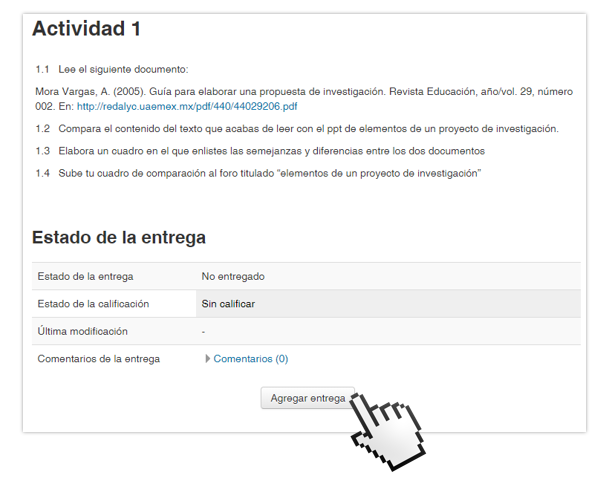 Actividad 1
1.1 Lee el siguiente documento:
Mora Vargas, A. (2005). Guía para elaborar una propuesta de investigación. Revista Educación, año/vol. 29, número
002. En: http://redalyc.uaemex.mx/pdf/440/44029206.pdf
1.2 Compara el contenido del texto que acabas de leer con el ppt de elementos de un proyecto de investigación.
1.3 Elabora un cuadro en el que enlistes las semejanzas y diferencias entre los dos documentos
1.4 Sube tu cuadro de comparación al foro titulado “elementos de un proyecto de investigación”
Estado de la entrega
Estado de la entrega No entregado
Estado de la calificación Sin calificar
Última modificación -
Comentarios de la entrega Comentarios (0)
Agregar entrega